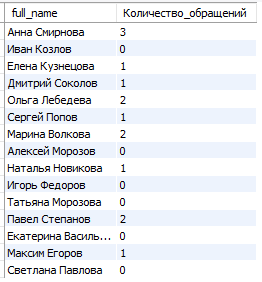 full_name Количество_обращений
Анна Смирнова 3
Иван Козлов 0
Елена Кузнецова 1
Дмитрий Соколов 1
Ольга Лебедева 2
Сергей Попов 1
Марина Волкова 2
Алексей Морозов 0
Наталья Новикова 1
Игорь Федоров 0
Татьяна Морозова 0
Павел Степанов 2
Екатерина Василь... 0
Максим Егоров 1
Светлана Павлова 0